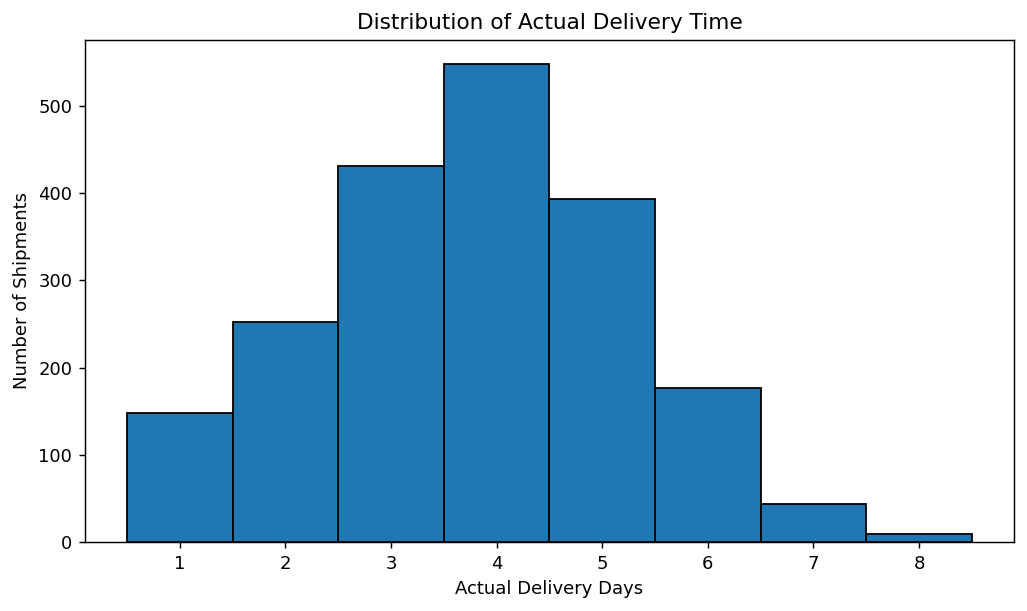 Distribution of Actual Delivery Time
Number of Shipments
500
400
300
200
100
0
1 2 3 4 5 6 7 8
Actual Delivery Days